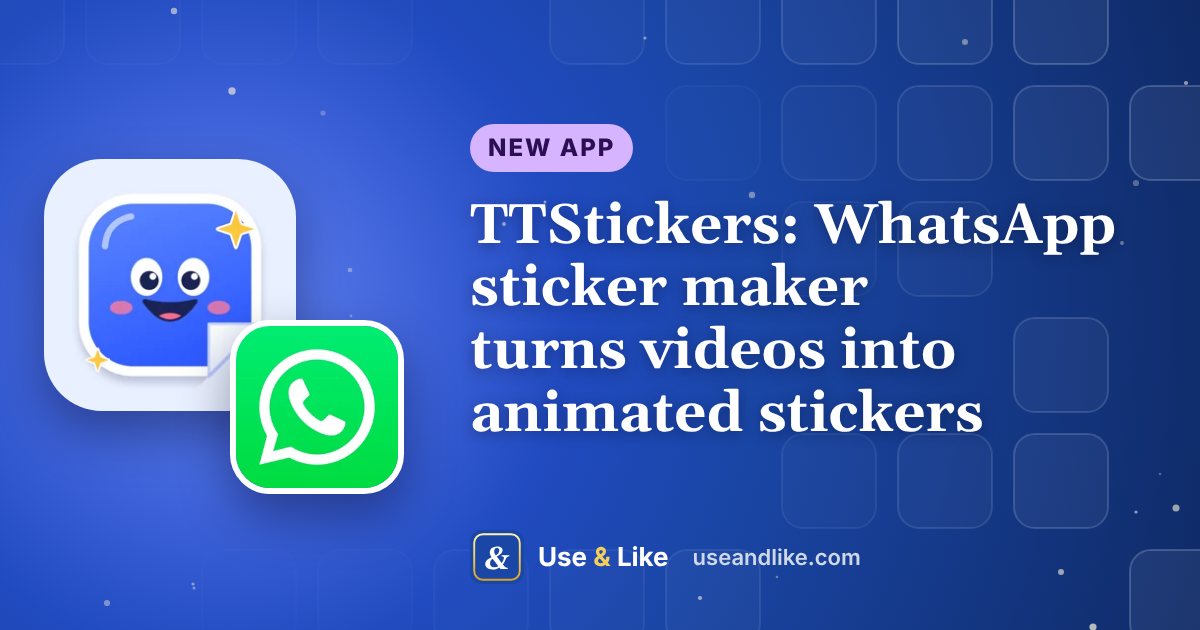 NEW APP
TTStickers: WhatsApp
sticker maker
turns videos into
animated stickers
& Use & Like useandlike.com